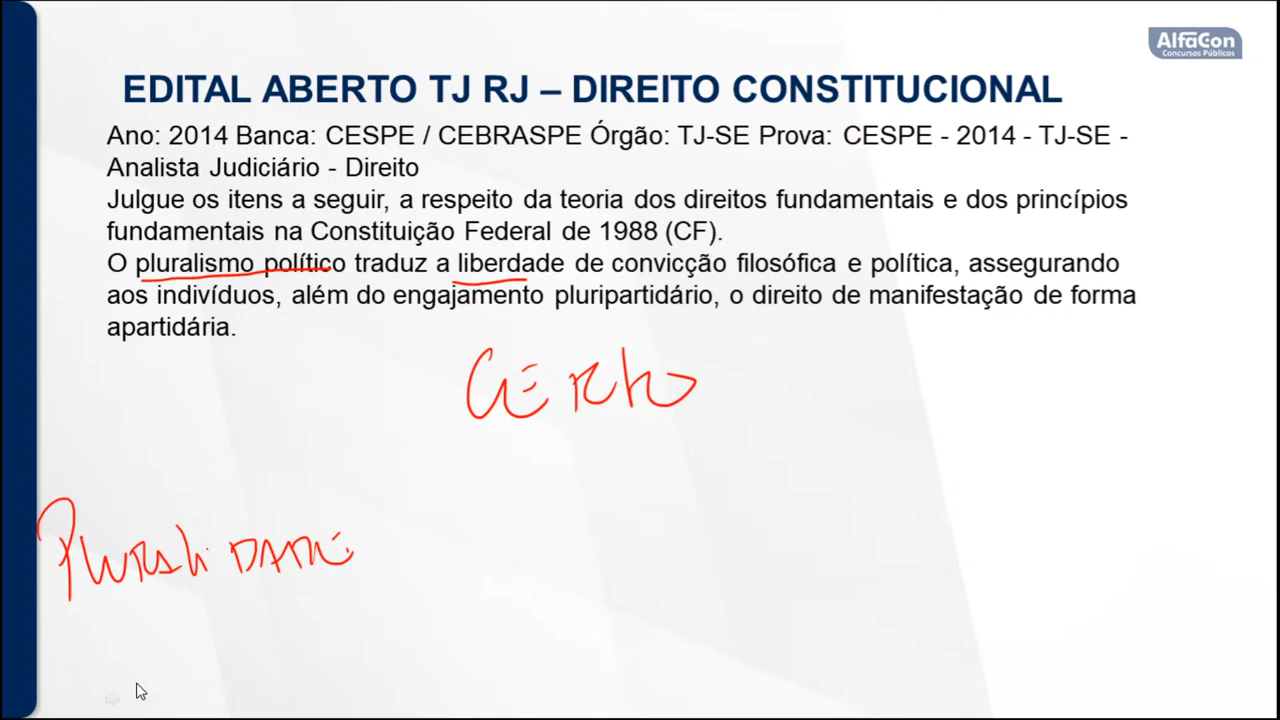 AlfaCon
Concursos Públicos
EDITAL ABERTO TJ RJ – DIREITO CONSTITUCIONAL
Ano: 2014 Banca: CESPE / CEBRASPE Órgão: TJ-SE Prova: CESPE - 2014 - TJ-SE -
Analista Judiciário - Direito
Julgue os itens a seguir, a respeito da teoria dos direitos fundamentais e dos princípios
fundamentais na Constituição Federal de 1988 (CF).
O pluralismo político traduz a liberdade de convicção filosófica e política, assegurando
aos indivíduos, além do engajamento pluripartidário, o direito de manifestação de forma
apartidária.
CERTO
PLURALIDADE